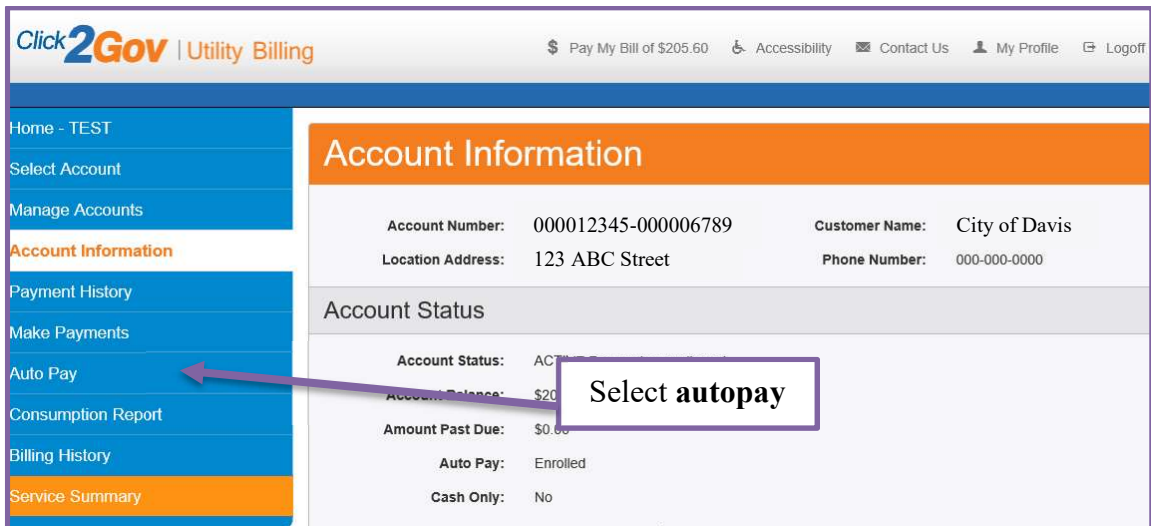 Click2Gov | Utility Billing
$ Pay My Bill of $205.60 Accessibility Contact Us My Profile Logoff
Home - TEST
Select Account
Manage Accounts
Account Information
Payment History
Make Payments
Auto Pay
Consumption Report
Billing History
Service Summary
Account Information
Account Number: 000012345-000006789 Customer Name: City of Davis
Location Address: 123 ABC Street Phone Number: 000-000-0000
Account Status
Account Status:
Account Balance:
Amount Past Due:
Auto Pay: Enrolled
Cash Only: No
Select autopay